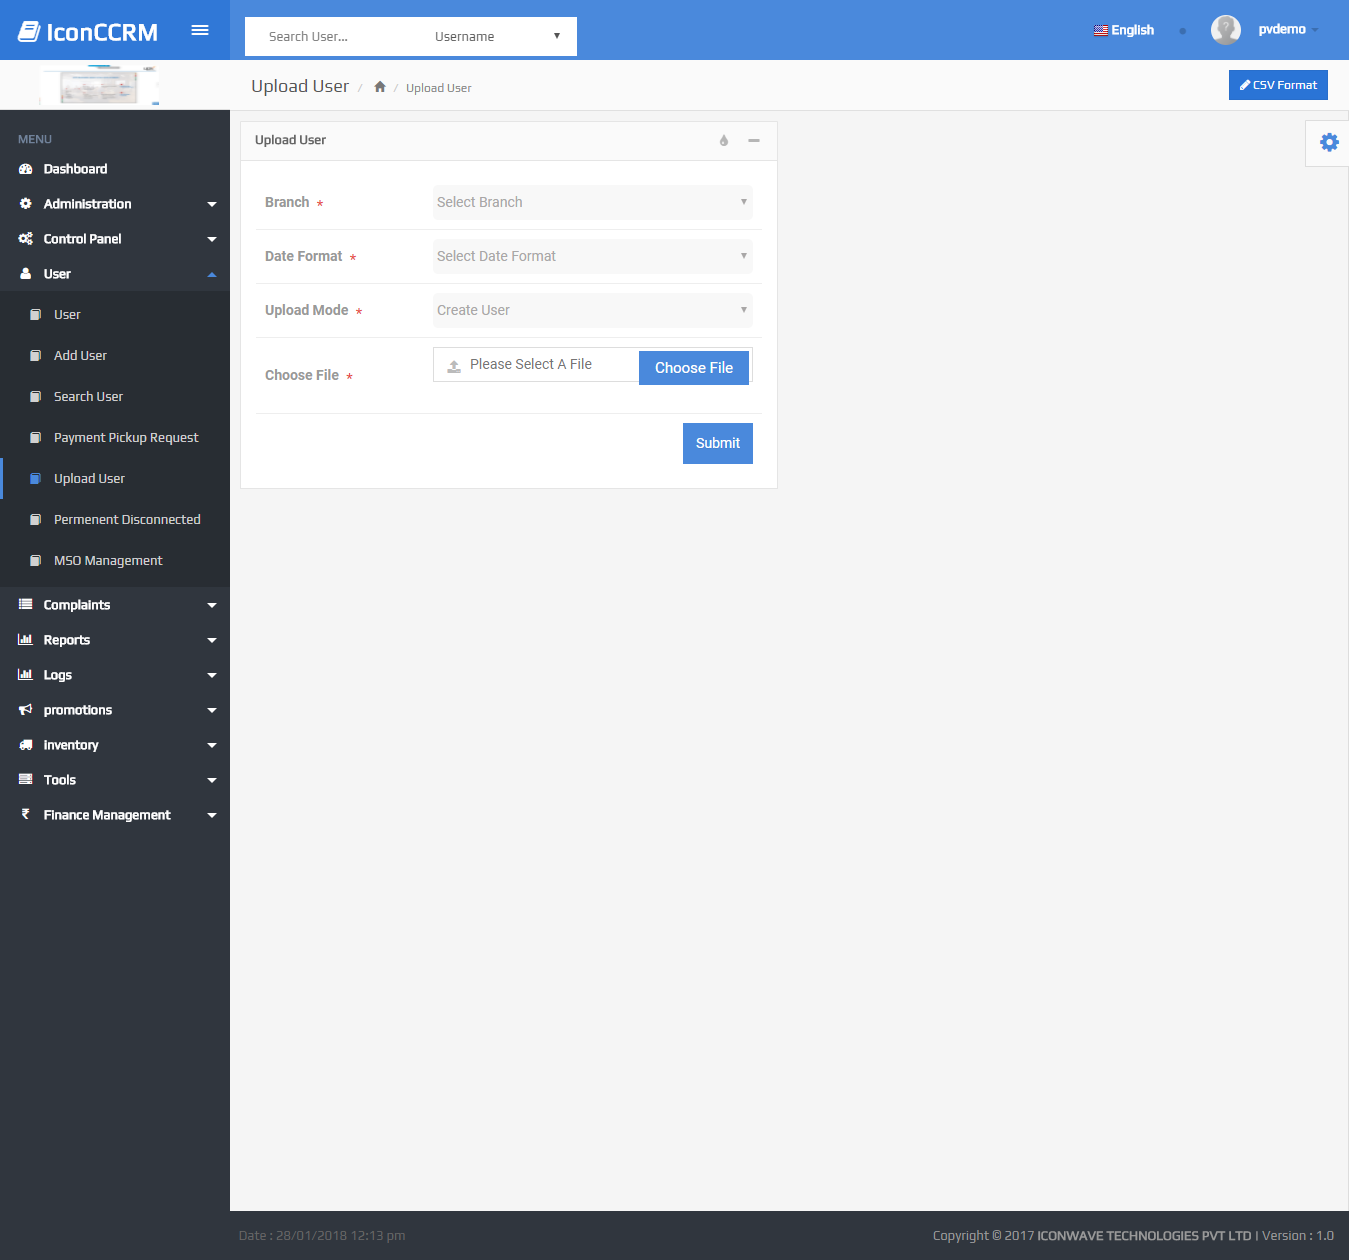 IconCCRM
Search User... Username
English
pvdemo
Upload User / / Upload User
CSV Format
MENU
Dashboard
Administration
Control Panel
User
User
Add User
Search User
Payment Pickup Request
Upload User
Permenent Disconnected
MSO Management
Complaints
Reports
Logs
promotions
Inventory
Tools
Finance Management
Upload User
Branch * Select Branch
Date Format * Select Date Format
Upload Mode * Create User
Choose File * Please Select A File Choose File
Submit
Date : 28/01/2018 12:13 pm
Copyright © 2017 ICONWAVE TECHNOLOGIES PVT LTD | Version : 1.0